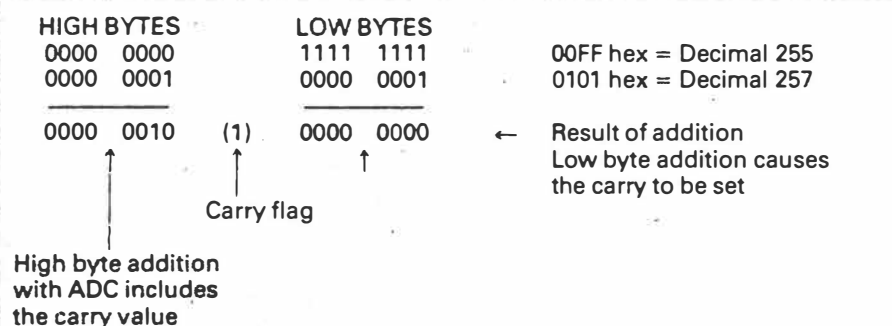 HIGH BYTES LOW BYTES
0000 0000 1111 1111 00FF hex = Decimal 255
0000 0001 0000 0001 0101 hex = Decimal 257
0000 0010 (1) 0000 0000 ← Result of addition
Low byte addition causes
the carry to be set
Carry flag
High byte addition
with ADC includes
the carry value